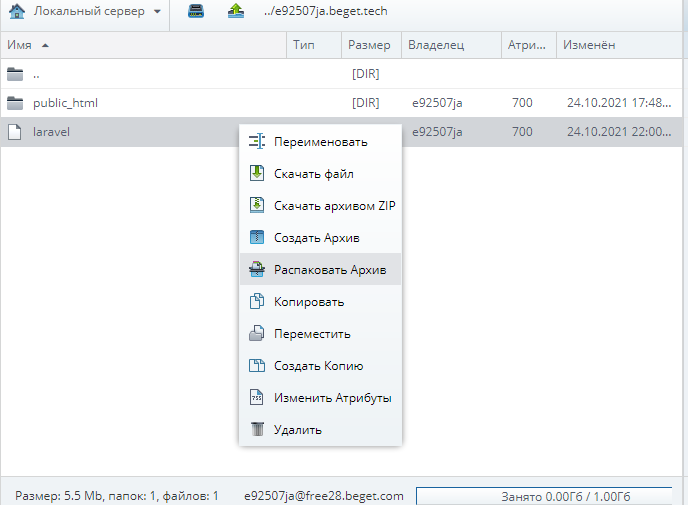 Локальный сервер ../e92507ja.beget.tech
Имя Тип Размер Владелец Атри... Изменён
.. [DIR]
public_html [DIR] e92507ja 700 24.10.2021 17:48...
laravel e92507ja 700 24.10.2021 22:00...
Переименовать
Скачать файл
Скачать архивом ZIP
Создать Архив
Распаковать Архив
Копировать
Переместить
Создать Копию
755 Изменить Атрибуты
Удалить
Размер: 5.5 Mb, папок: 1, файлов: 1 e92507ja@free28.beget.com Занято 0.00Гб / 1.00Гб